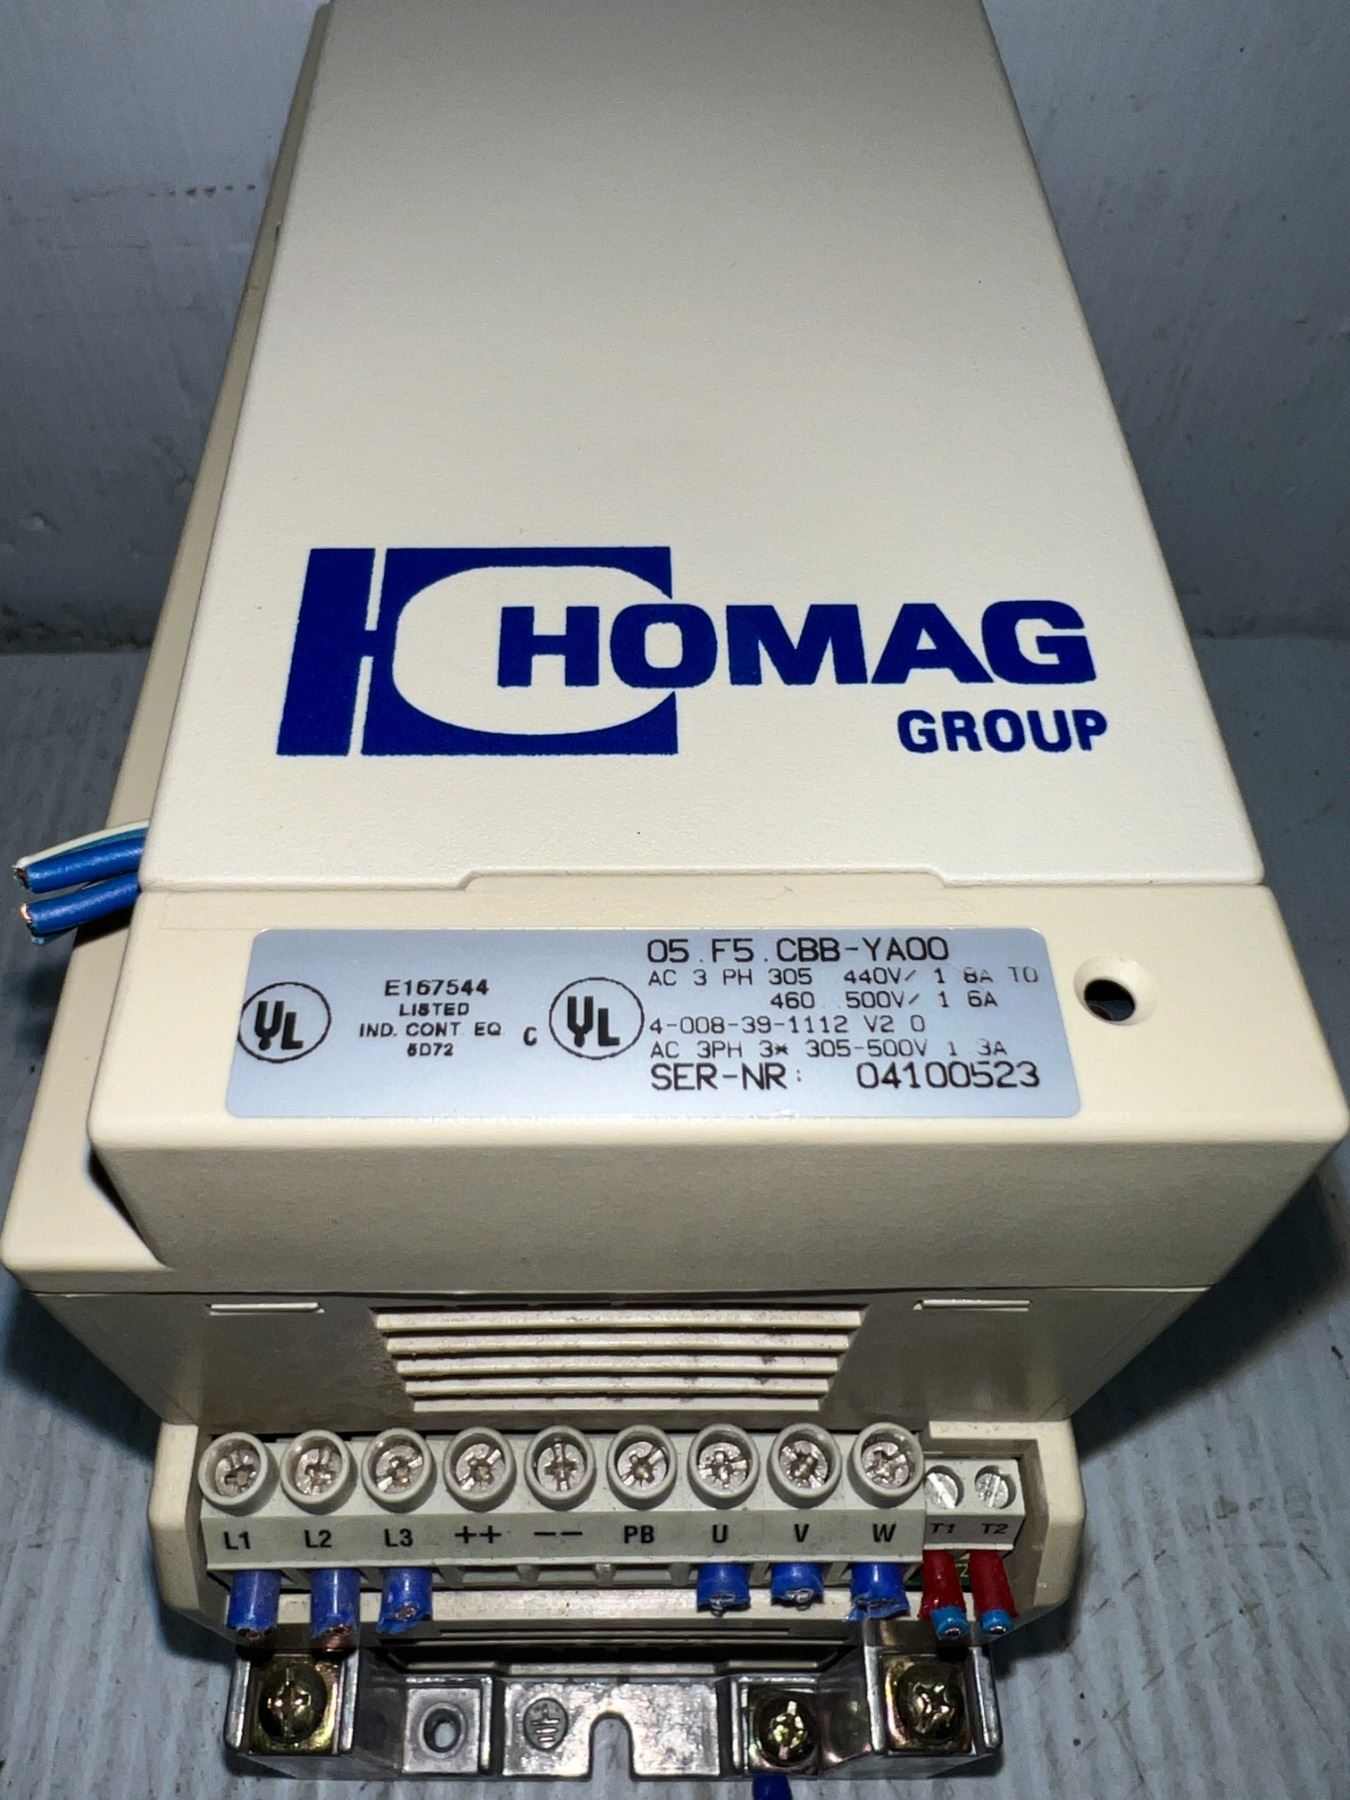 HOMAG
GROUP
UL
E167544
LISTED
IND. CONT. EQ
5D72
C UL
05.F5.CBB-YA00
AC 3 PH 305 440V/ 1 8A TO
460 500V/ 1 6A
4-008-39-1112 V2 0
AC 3PH 3* 305-500V 1 3A
SER-NR: 04100523
L1 L2 L3 ++ -- PB U V W T1 T2